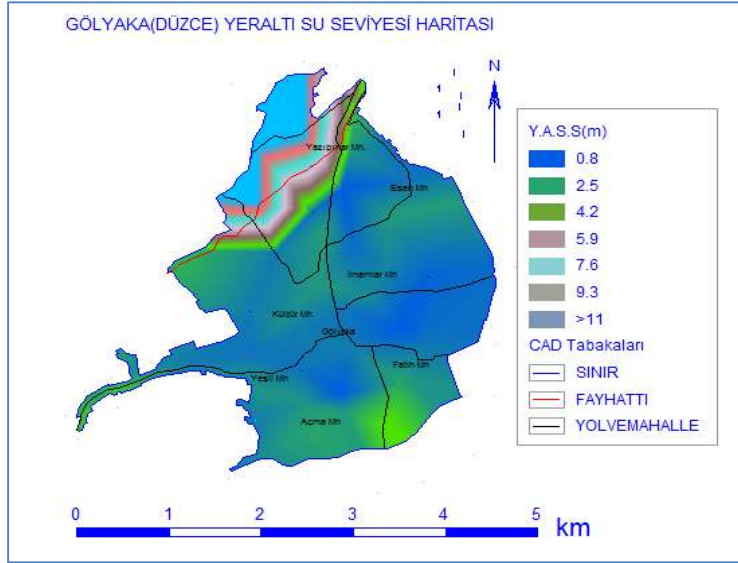 GÖLYAKA(DÜZCE) YERALTI SU SEVİYESİ HARİTASI
N
Yazıpınar Mh.
Esen Mh
İmamlar Mh
Kültür Mh
Gölyaka
Fatih Mh
Yeşil Mh
Açma Mh
Y.A.S.S(m)
0.8
2.5
4.2
5.9
7.6
9.3
>11
CAD Tabakaları
SINIR
FAYHATTI
YOLVEMAHALLE
0 1 2 3 4 5
km